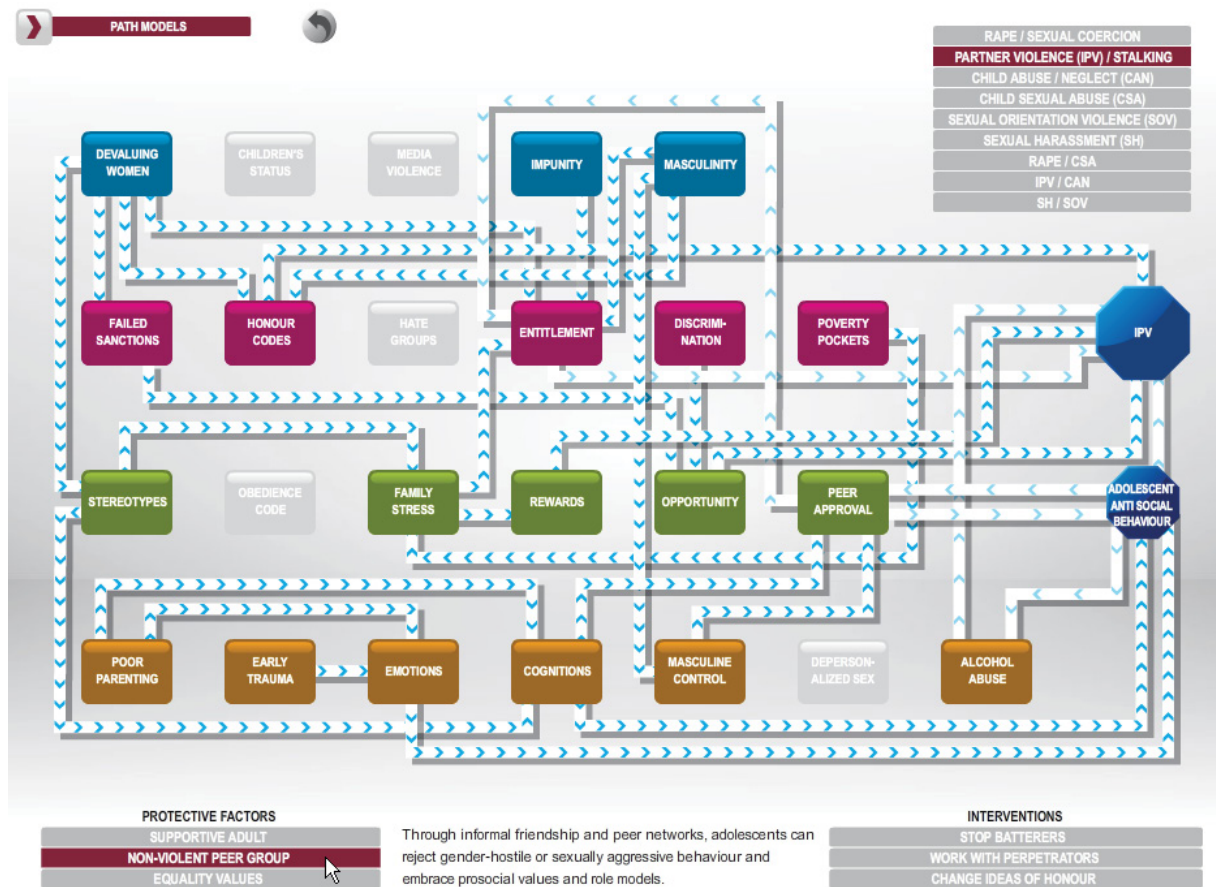 PATH MODELS
RAPE / SEXUAL COERCION
PARTNER VIOLENCE (IPV) / STALKING
CHILD ABUSE / NEGLECT (CAN)
CHILD SEXUAL ABUSE (CSA)
SEXUAL ORIENTATION VIOLENCE (SOV)
SEXUAL HARASSMENT (SH)
RAPE / CSA
IPV / CAN
SH / SOV
DEVALUING
WOMEN
CHILDREN'S
STATUS
MEDIA
VIOLENCE
IMPUNITY
MASCULINITY
FAILED
SANCTIONS
HONOUR
CODES
HATE
GROUPS
ENTITLEMENT
DISCRIMI-
NATION
POVERTY
POCKETS
IPV
STEREOTYPES
OBEDIENCE
CODE
FAMILY
STRESS
REWARDS
OPPORTUNITY
PEER
APPROVAL
ADOLESCENT
ANTI SOCIAL
BEHAVIOUR
POOR
PARENTING
EARLY
TRAUMA
EMOTIONS
COGNITIONS
MASCULINE
CONTROL
DEPERSON-
ALIZED SEX
ALCOHOL
ABUSE
PROTECTIVE FACTORS
SUPPORTIVE ADULT
NON-VIOLENT PEER GROUP
EQUALITY VALUES
Through informal friendship and peer networks, adolescents can
reject gender-hostile or sexually aggressive behaviour and
embrace prosocial values and role models.
INTERVENTIONS
STOP BATTERERS
WORK WITH PERPETRATORS
CHANGE IDEAS OF HONOUR